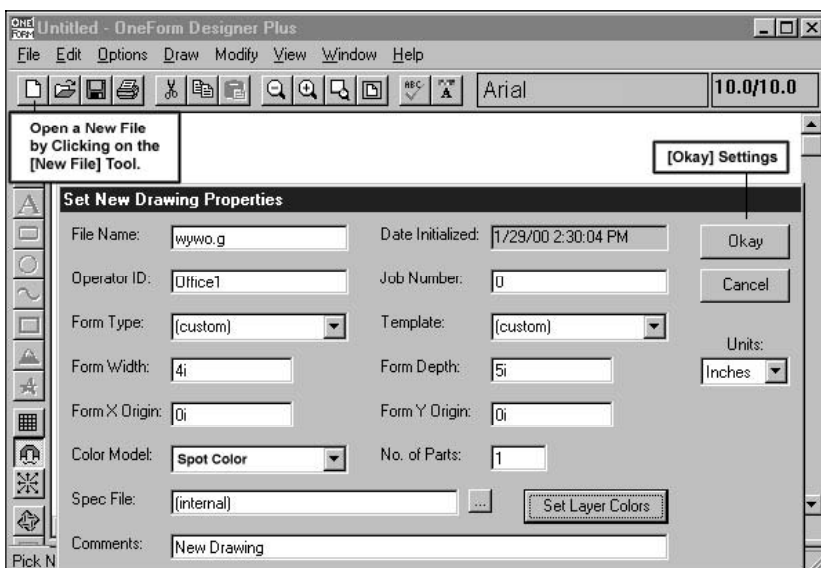 ONE FORM Untitled - OneForm Designer Plus
File Edit Options Draw Modify View Window Help
ABC A Arial 10.0/10.0
Open a New File
by Clicking on the
[New File] Tool.
[Okay] Settings
A
Set New Drawing Properties
File Name: wywo.g Date Initialized: 1/29/00 2:30:04 PM Okay
Operator ID: Office1 Job Number: 0 Cancel
Form Type: (custom) Template: (custom)
Units:
Form Width: 4i Form Depth: 5i Inches
Form X Origin: 0i Form Y Origin: 0i
Color Model: Spot Color No. of Parts: 1
Spec File: (internal) ... Set Layer Colors
Comments: New Drawing
Pick N